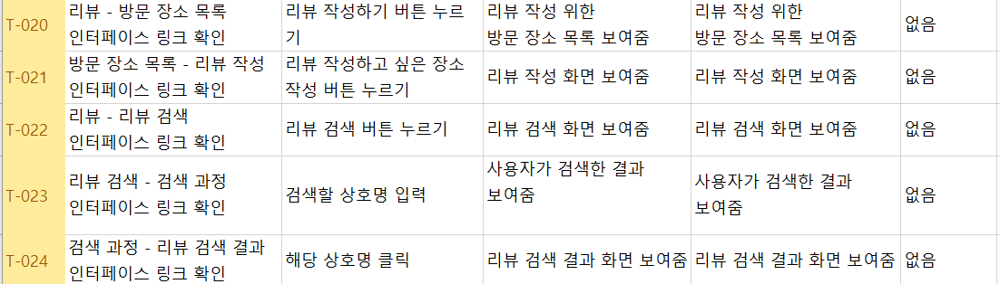 T-020
리뷰 - 방문 장소 목록
인터페이스 링크 확인
리뷰 작성하기 버튼 누르
기
리뷰 작성 위한
방문 장소 목록 보여줌
리뷰 작성 위한
방문 장소 목록 보여줌
없음
T-021
방문 장소 목록 - 리뷰 작성
인터페이스 링크 확인
리뷰 작성하고 싶은 장소
작성 버튼 누르기
리뷰 작성 화면 보여줌
리뷰 작성 화면 보여줌
없음
T-022
리뷰 - 리뷰 검색
인터페이스 링크 확인
리뷰 검색 버튼 누르기
리뷰 검색 화면 보여줌
리뷰 검색 화면 보여줌
없음
T-023
리뷰 검색 - 검색 과정
인터페이스 링크 확인
검색할 상호명 입력
사용자가 검색한 결과
보여줌
사용자가 검색한 결과
보여줌
없음
T-024
검색 과정 - 리뷰 검색 결과
인터페이스 링크 확인
해당 상호명 클릭
리뷰 검색 결과 화면 보여줌
리뷰 검색 결과 화면 보여줌
없음